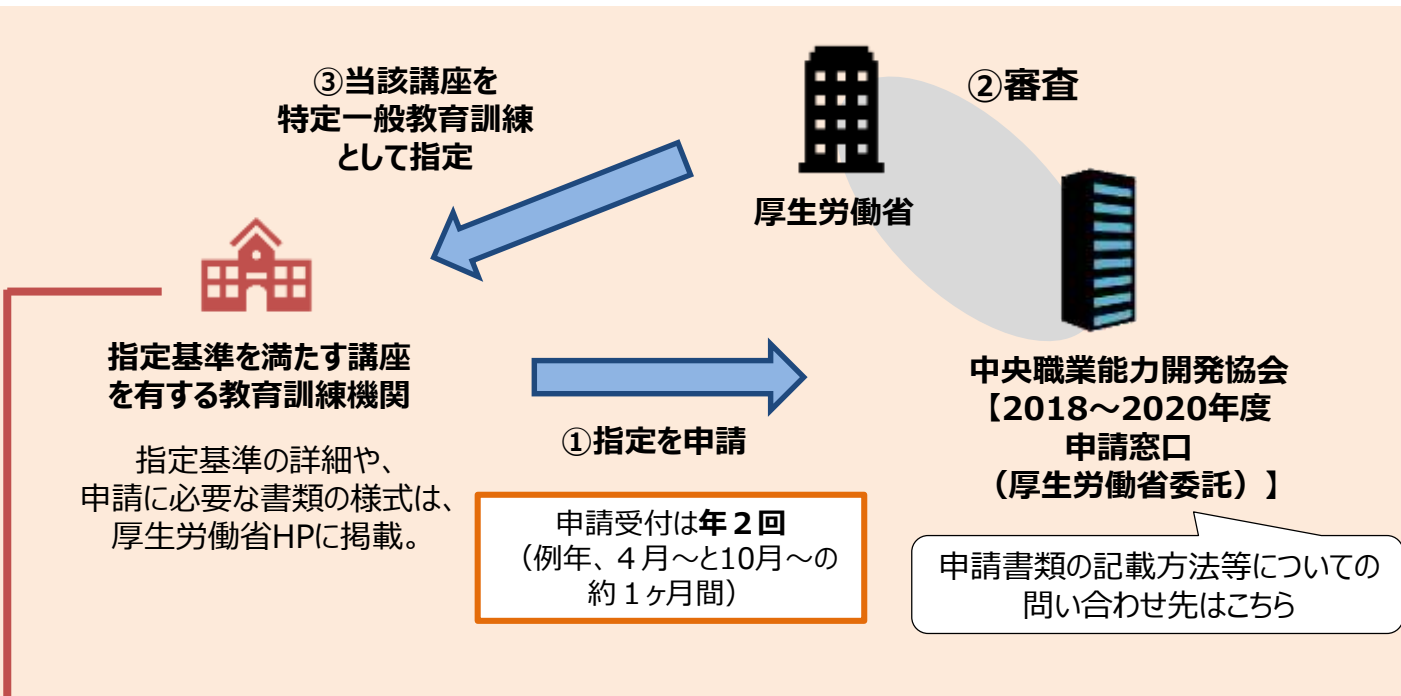 ③当該講座を
特定一般教育訓練
として指定
②審査
厚生労働省
指定基準を満たす講座
を有する教育訓練機関
指定基準の詳細や、
申請に必要な書類の様式は、
厚生労働省HPに掲載。
①指定を申請
申請受付は年２回
（例年、４月～と10月～の
約１ヶ月間）
中央職業能力開発協会
【2018～2020年度
申請窓口
（厚生労働省委託）】
申請書類の記載方法等についての
問い合わせ先はこちら